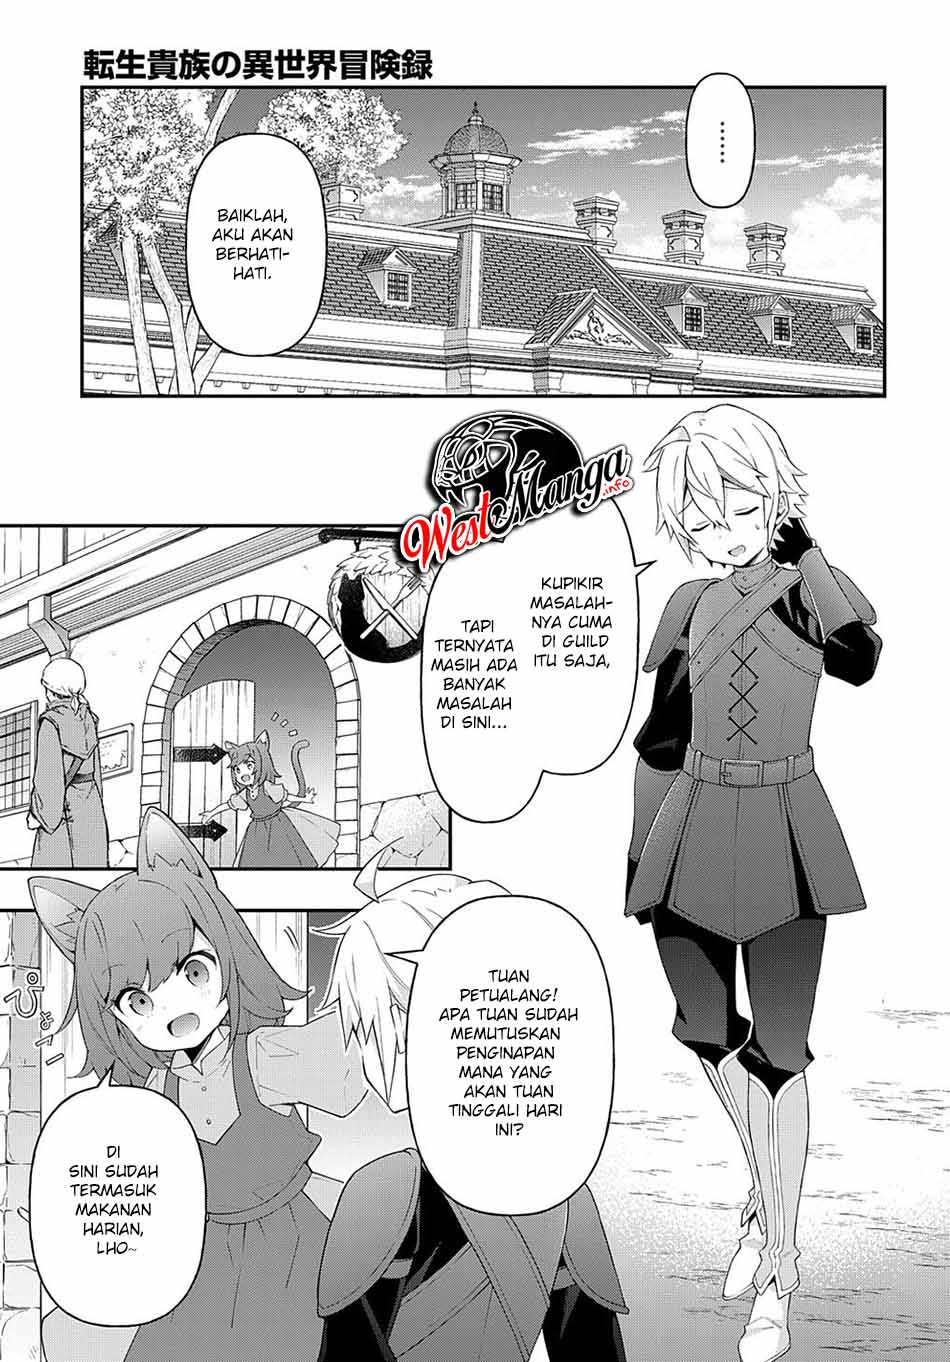 転生貴族の異世界冒険録
………
BAIKLAH,
AKU AKAN
BERHATI-
HATI.
WestManga
.info
KUPIKIR
MASALAH-
NYA CUMA
DI GUILD
ITU SAJA,
TAPI
TERNYATA
MASIH ADA
BANYAK
MASALAH
DI SINI...
TUAN
PETUALANG!
APA TUAN SUDAH
MEMUTUSKAN
PENGINAPAN
MANA YANG
AKAN TUAN
TINGGALI HARI
INI?
ぴょー
DI
SINI SUDAH
TERMASUK
MAKANAN
HARIAN,
LHO~